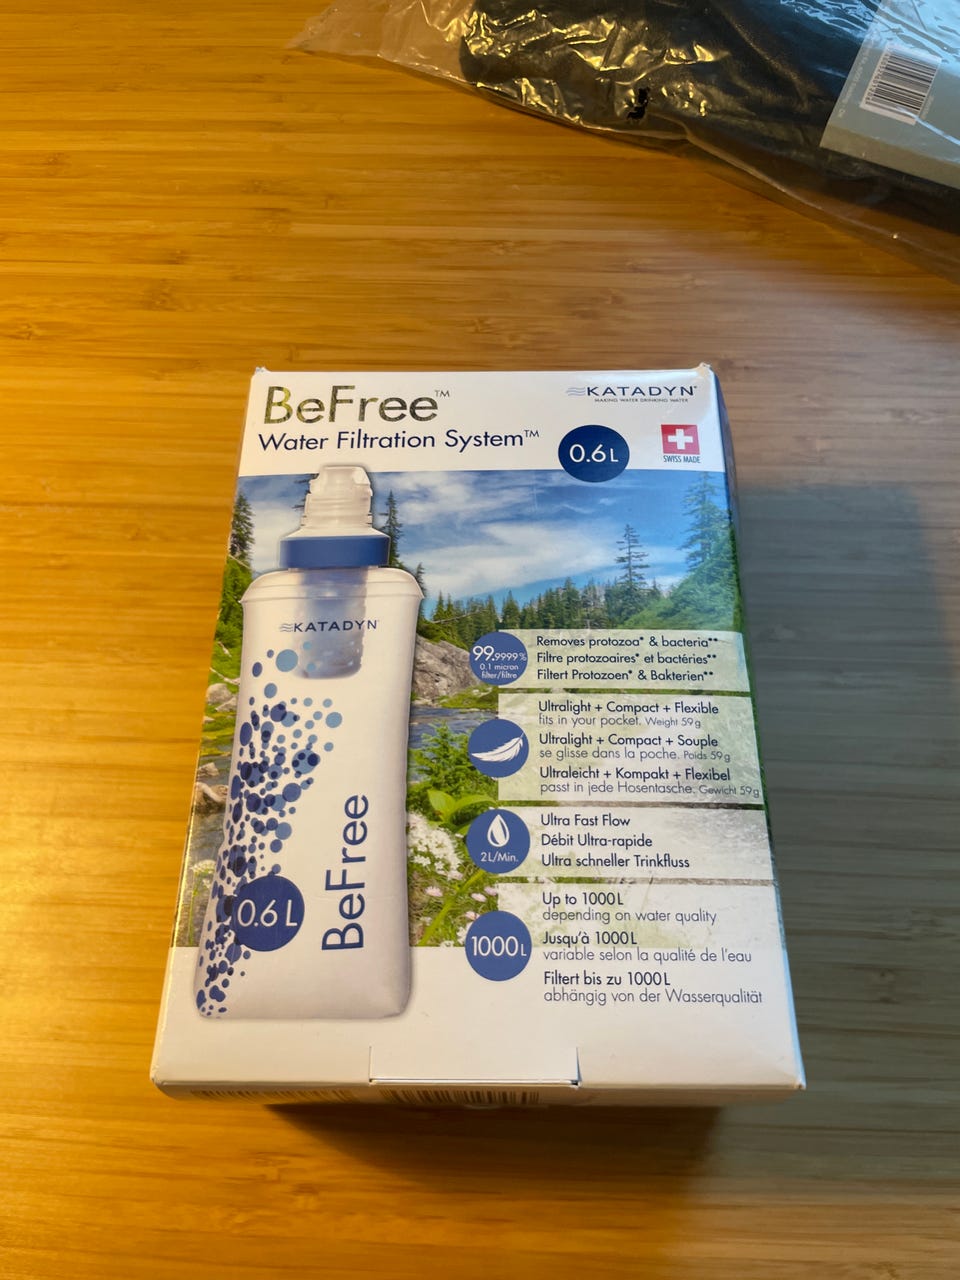 BeFree™
KATADYN®
MAKING WATER DRINKING WATER
Water Filtration System™
0.6 L
SWISS MADE
KATADYN
BeFree
0.6 L
99.9999%
0.1 micron
filter/filtre
Removes protozoa* & bacteria**
Filtre protozoaires* et bactéries**
Filtert Protozoen* & Bakterien**
Ultralight + Compact + Flexible
fits in your pocket. Weight 59g
Ultralight + Compact + Souple
se glisse dans la poche. Poids 59g
Ultraleicht + Kompakt + Flexibel
passt in jede Hosentasche. Gewicht 59g
2L/Min.
Ultra Fast Flow
Débit Ultra-rapide
Ultra schneller Trinkfluss
1000L
Up to 1000L
depending on water quality
Jusqu'à 1000L
variable selon la qualité de l'eau
Filtert bis zu 1000L
abhängig von der Wasserqualität